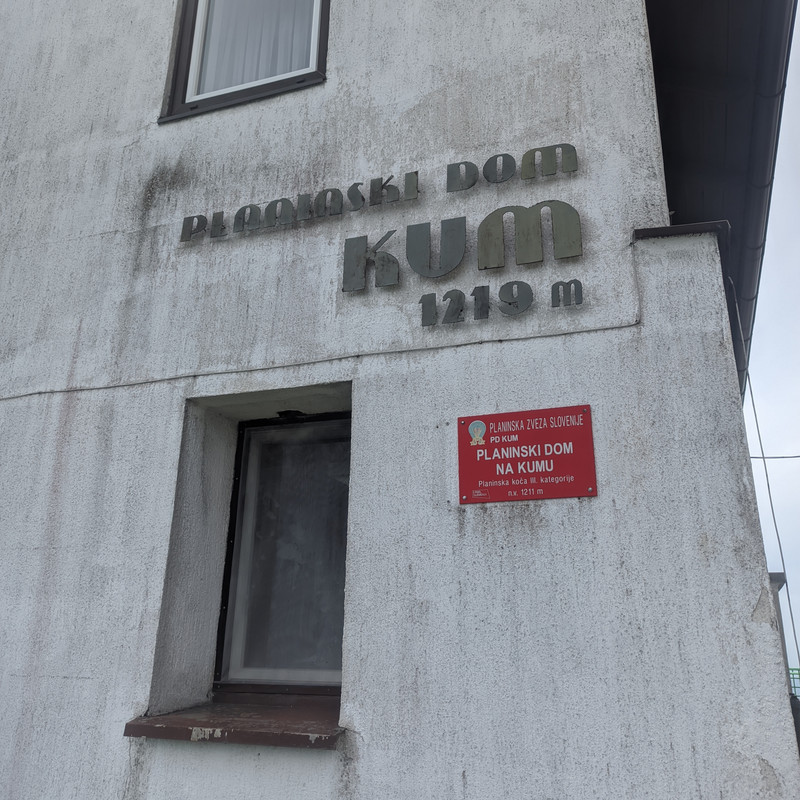 PLANINSKI DOM
KUM
1219 m
PLANINSKA ZVEZA SLOVENIJE
PD KUM
PLANINSKI DOM
NA KUMU
Planinska koča III. kategorije
n.v. 1211 m